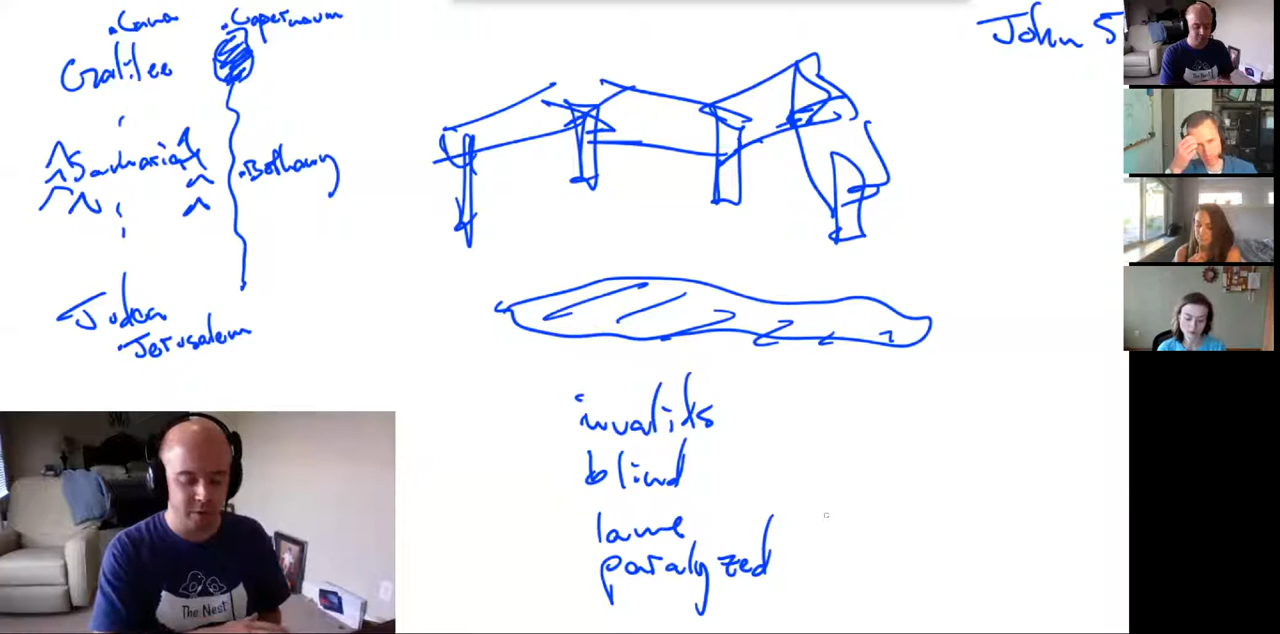 .Cana
.Capernaum
Galilee
Samaria
.Bethany
Judea
.Jerusalem
John 5
invalids
blind
lame
paralyzed
The Nest